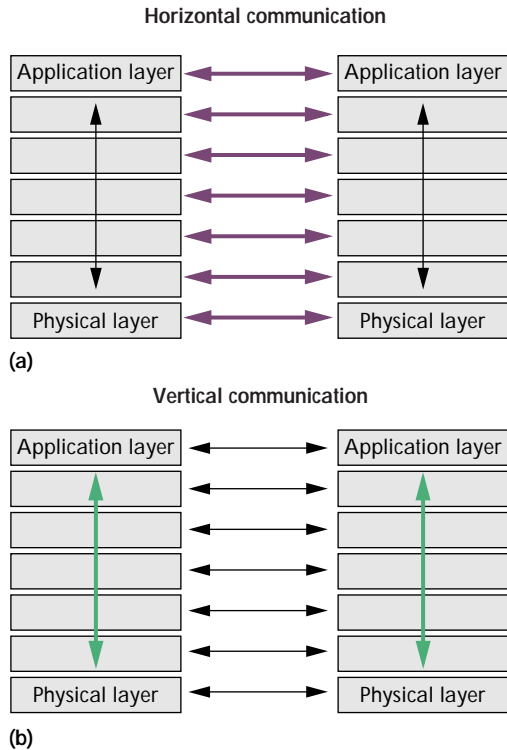 Horizontal communication
Application layer
Application layer
Physical layer
Physical layer
(a)
Vertical communication
Application layer
Application layer
Physical layer
Physical layer
(b)